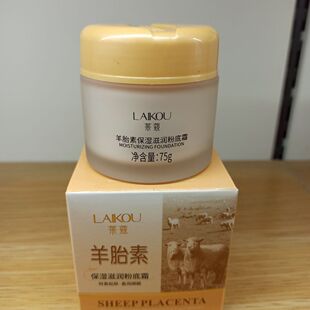 LAIKOU
莱蔻
羊胎素保湿滋润粉底霜
MOISTURIZING FOUNDATION
净含量:75g
LAIKOU
莱蔻
羊胎素
保湿滋润粉底霜
SHEEP PLACENTA